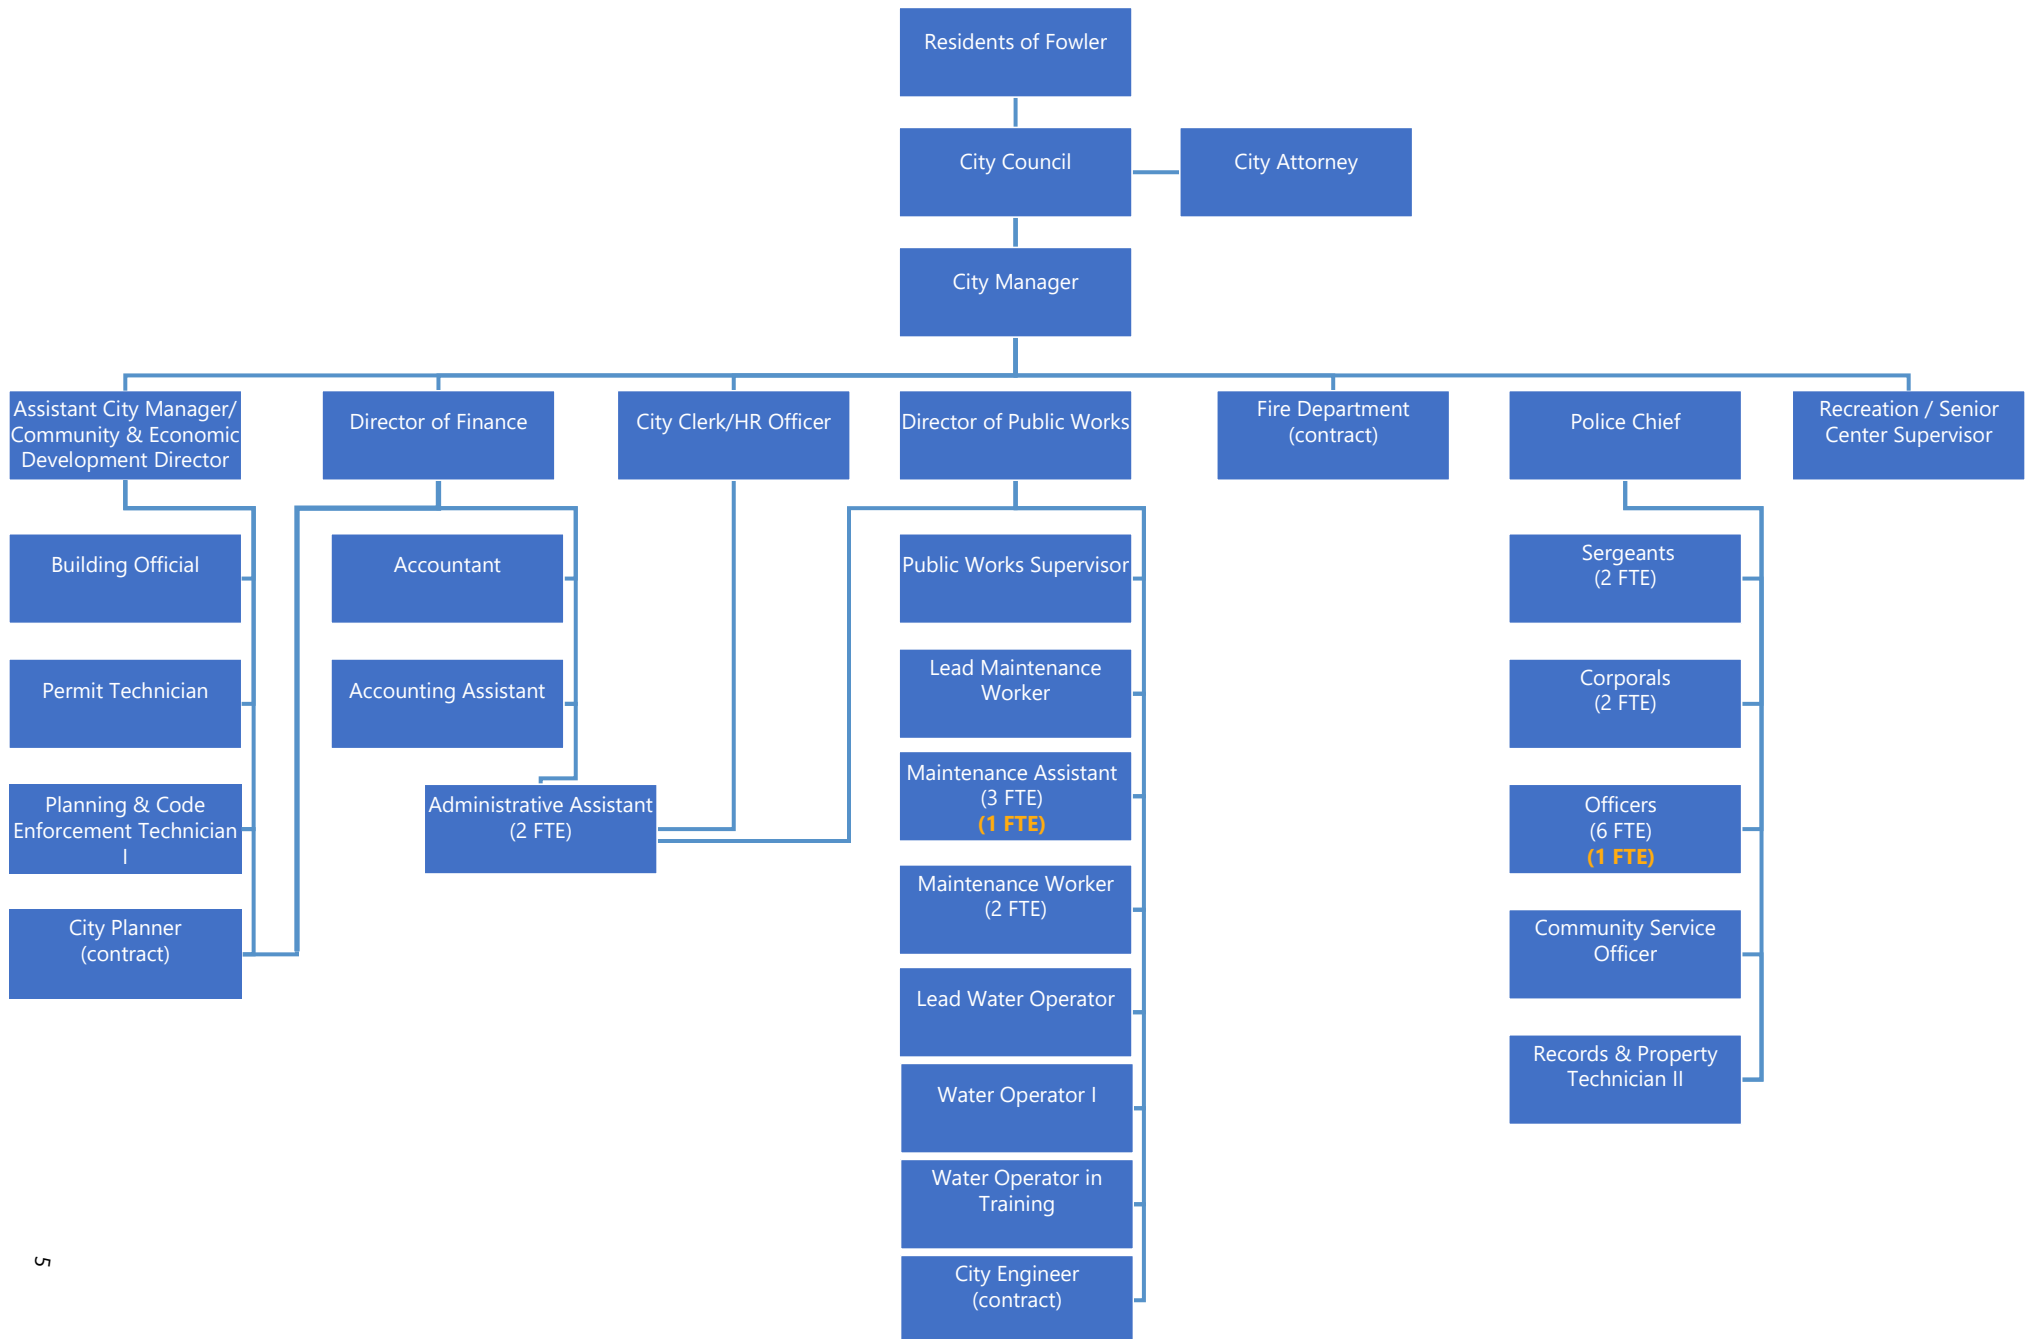 Residents of Fowler
City Council
City Attorney
City Manager
Assistant City Manager/
Community & Economic
Development Director
Director of Finance
City Clerk/HR Officer
Director of Public Works
Fire Department
(contract)
Police Chief
Recreation / Senior
Center Supervisor
Building Official
Permit Technician
Planning & Code
Enforcement Technician
I
City Planner
(contract)
Accountant
Accounting Assistant
Administrative Assistant
(2 FTE)
Public Works Supervisor
Lead Maintenance
Worker
Maintenance Assistant
(3 FTE)
(1 FTE)
Maintenance Worker
(2 FTE)
Lead Water Operator
Water Operator I
Water Operator in
Training
City Engineer
(contract)
Sergeants
(2 FTE)
Corporals
(2 FTE)
Officers
(6 FTE)
(1 FTE)
Community Service
Officer
Records & Property
Technician II
5